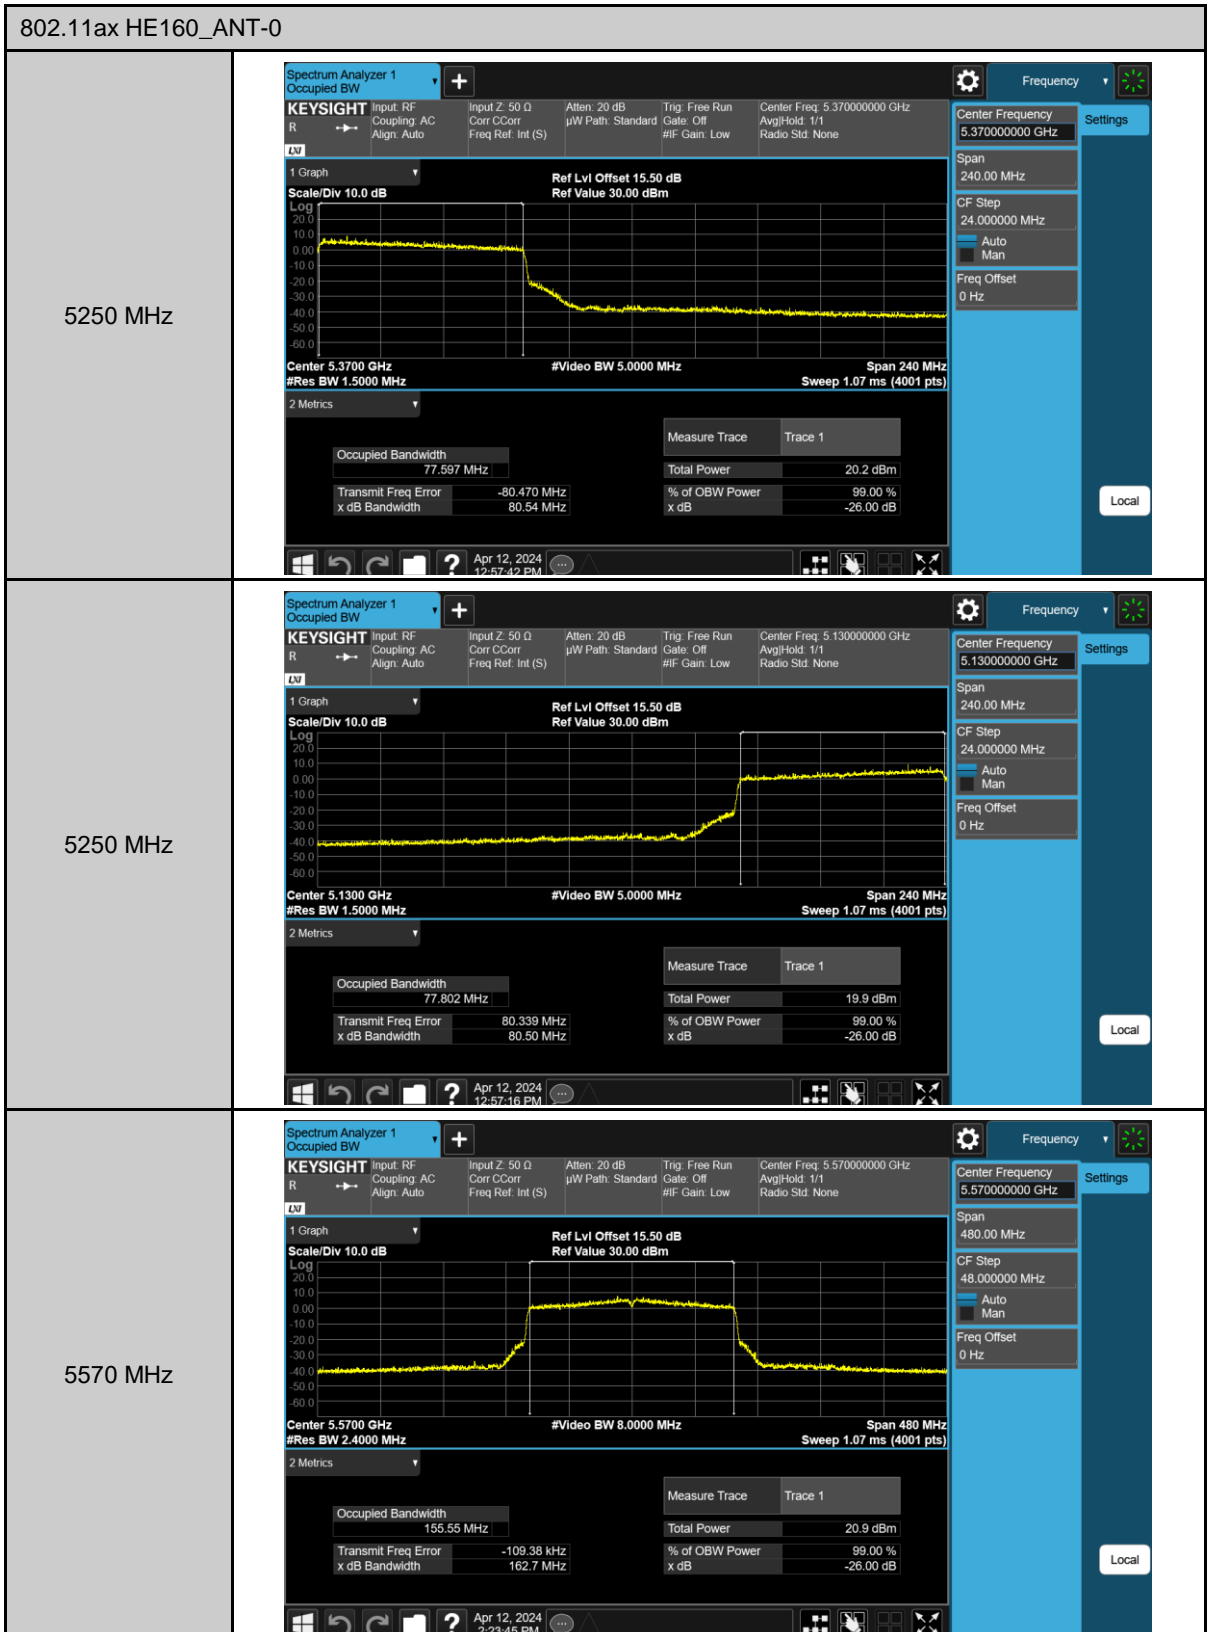 802.11ax HE160_ANT-0
5250 MHz
Spectrum Analyzer 1
Occupied BW
Frequency
KEYSIGHT
R
LXI
Input: RF
Coupling: AC
Align: Auto
Input Z: 50 Ω
Corr CCorr
Freq Ref: Int (S)
Atten: 20 dB
µW Path: Standard
Trig: Free Run
Gate: Off
#IF Gain: Low
Center Freq: 5.370000000 GHz
Avg|Hold: 1/1
Radio Std: None
Center Frequency
5.370000000 GHz
Settings
Span
240.00 MHz
CF Step
24.000000 MHz
Auto
Man
Freq Offset
0 Hz
Local
1 Graph
Scale/Div 10.0 dB
Ref Lvl Offset 15.50 dB
Ref Value 30.00 dBm
Log
20.0
10.0
0.00
-10.0
-20.0
-30.0
-40.0
-50.0
-60.0
Center 5.3700 GHz
#Video BW 5.0000 MHz
Span 240 MHz
#Res BW 1.5000 MHz
Sweep 1.07 ms (4001 pts)
2 Metrics
Measure Trace Trace 1
Occupied Bandwidth
77.597 MHz
Total Power 20.2 dBm
Transmit Freq Error -80.470 MHz
% of OBW Power 99.00 %
x dB Bandwidth 80.54 MHz
x dB -26.00 dB
?
Apr 12, 2024
12:57:42 PM
5250 MHz
Spectrum Analyzer 1
Occupied BW
Frequency
KEYSIGHT
R
LXI
Input: RF
Coupling: AC
Align: Auto
Input Z: 50 Ω
Corr CCorr
Freq Ref: Int (S)
Atten: 20 dB
µW Path: Standard
Trig: Free Run
Gate: Off
#IF Gain: Low
Center Freq: 5.130000000 GHz
Avg|Hold: 1/1
Radio Std: None
Center Frequency
5.130000000 GHz
Settings
Span
240.00 MHz
CF Step
24.000000 MHz
Auto
Man
Freq Offset
0 Hz
Local
1 Graph
Scale/Div 10.0 dB
Ref Lvl Offset 15.50 dB
Ref Value 30.00 dBm
Log
20.0
10.0
0.00
-10.0
-20.0
-30.0
-40.0
-50.0
-60.0
Center 5.1300 GHz
#Video BW 5.0000 MHz
Span 240 MHz
#Res BW 1.5000 MHz
Sweep 1.07 ms (4001 pts)
2 Metrics
Measure Trace Trace 1
Occupied Bandwidth
77.802 MHz
Total Power 19.9 dBm
Transmit Freq Error 80.339 MHz
% of OBW Power 99.00 %
x dB Bandwidth 80.50 MHz
x dB -26.00 dB
?
Apr 12, 2024
12:57:16 PM
5570 MHz
Spectrum Analyzer 1
Occupied BW
Frequency
KEYSIGHT
R
LXI
Input: RF
Coupling: AC
Align: Auto
Input Z: 50 Ω
Corr CCorr
Freq Ref: Int (S)
Atten: 20 dB
µW Path: Standard
Trig: Free Run
Gate: Off
#IF Gain: Low
Center Freq: 5.570000000 GHz
Avg|Hold: 1/1
Radio Std: None
Center Frequency
5.570000000 GHz
Settings
Span
480.00 MHz
CF Step
48.000000 MHz
Auto
Man
Freq Offset
0 Hz
Local
1 Graph
Scale/Div 10.0 dB
Ref Lvl Offset 15.50 dB
Ref Value 30.00 dBm
Log
20.0
10.0
0.00
-10.0
-20.0
-30.0
-40.0
-50.0
-60.0
Center 5.5700 GHz
#Video BW 8.0000 MHz
Span 480 MHz
#Res BW 2.4000 MHz
Sweep 1.07 ms (4001 pts)
2 Metrics
Measure Trace Trace 1
Occupied Bandwidth
155.55 MHz
Total Power 20.9 dBm
Transmit Freq Error -109.38 kHz
% of OBW Power 99.00 %
x dB Bandwidth 162.7 MHz
x dB -26.00 dB
?
Apr 12, 2024
2:23:45 PM